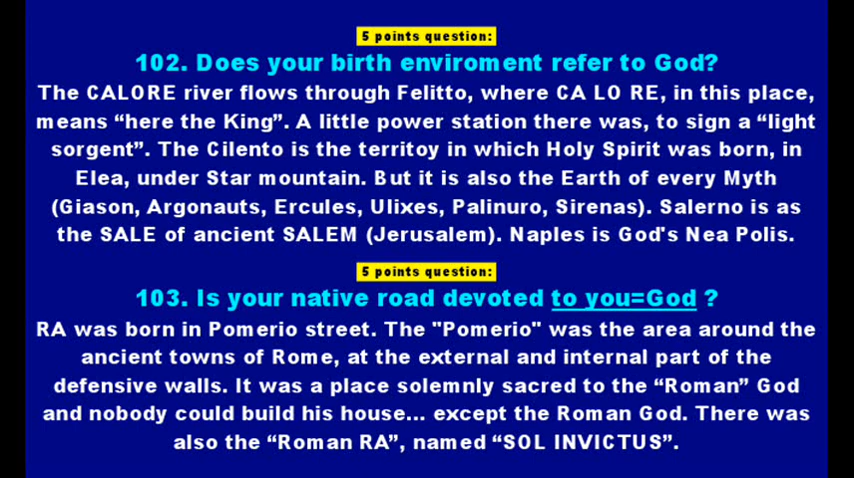 5 points question:
102. Does your birth enviroment refer to God?
The CALORE river flows through Felitto, where CA LO RE, in this place,
means “here the King”. A little power station there was, to sign a “light
sorgent”. The Cilento is the territoy in which Holy Spirit was born, in
Elea, under Star mountain. But it is also the Earth of every Myth
(Giason, Argonauts, Ercules, Ulixes, Palinuro, Sirenas). Salerno is as
the SALE of ancient SALEM (Jerusalem). Naples is God's Nea Polis.
5 points question:
103. Is your native road devoted to you=God ?
RA was born in Pomerio street. The "Pomerio" was the area around the
ancient towns of Rome, at the external and internal part of the
defensive walls. It was a place solemnly sacred to the “Roman” God
and nobody could build his house... except the Roman God. There was
also the “Roman RA”, named “SOL INVICTUS”.